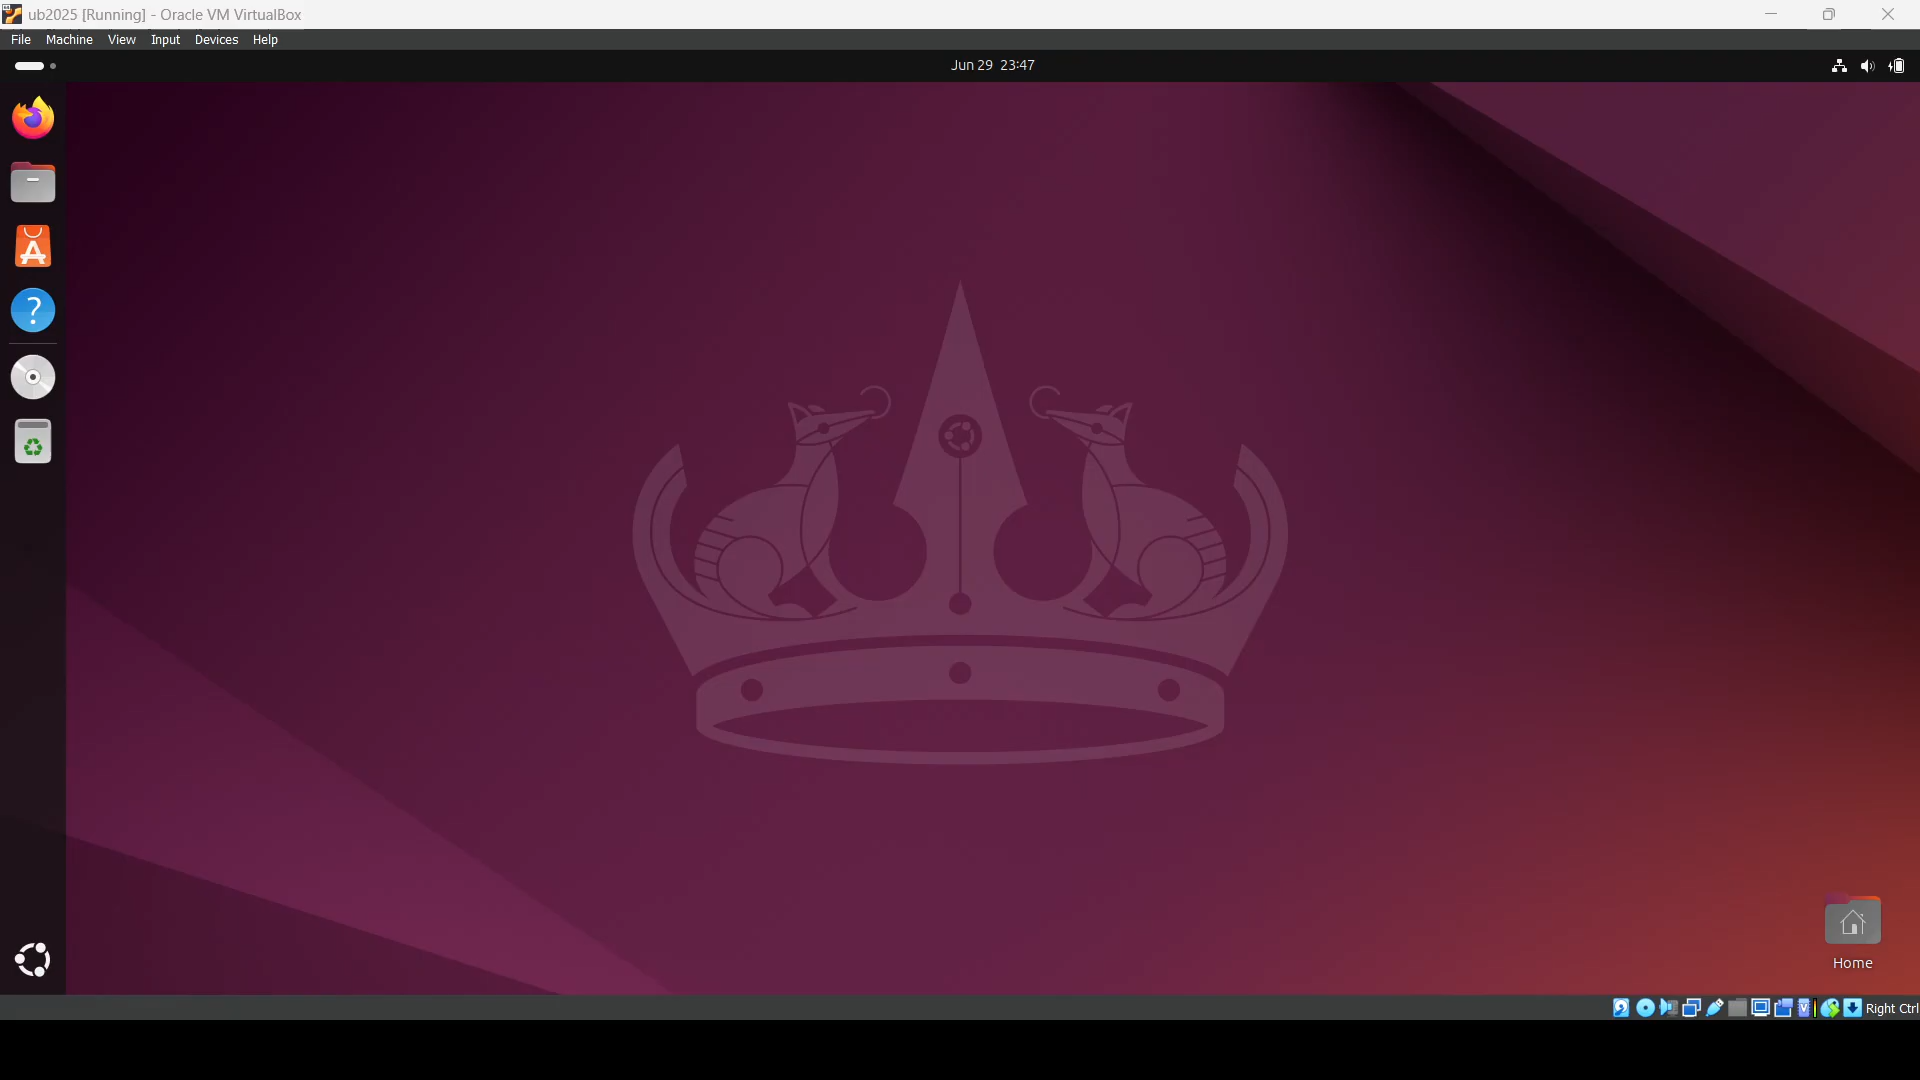 ub2025 [Running] - Oracle VM VirtualBox
File Machine View Input Devices Help
Jun 29 23:47
Home
Right Ctrl